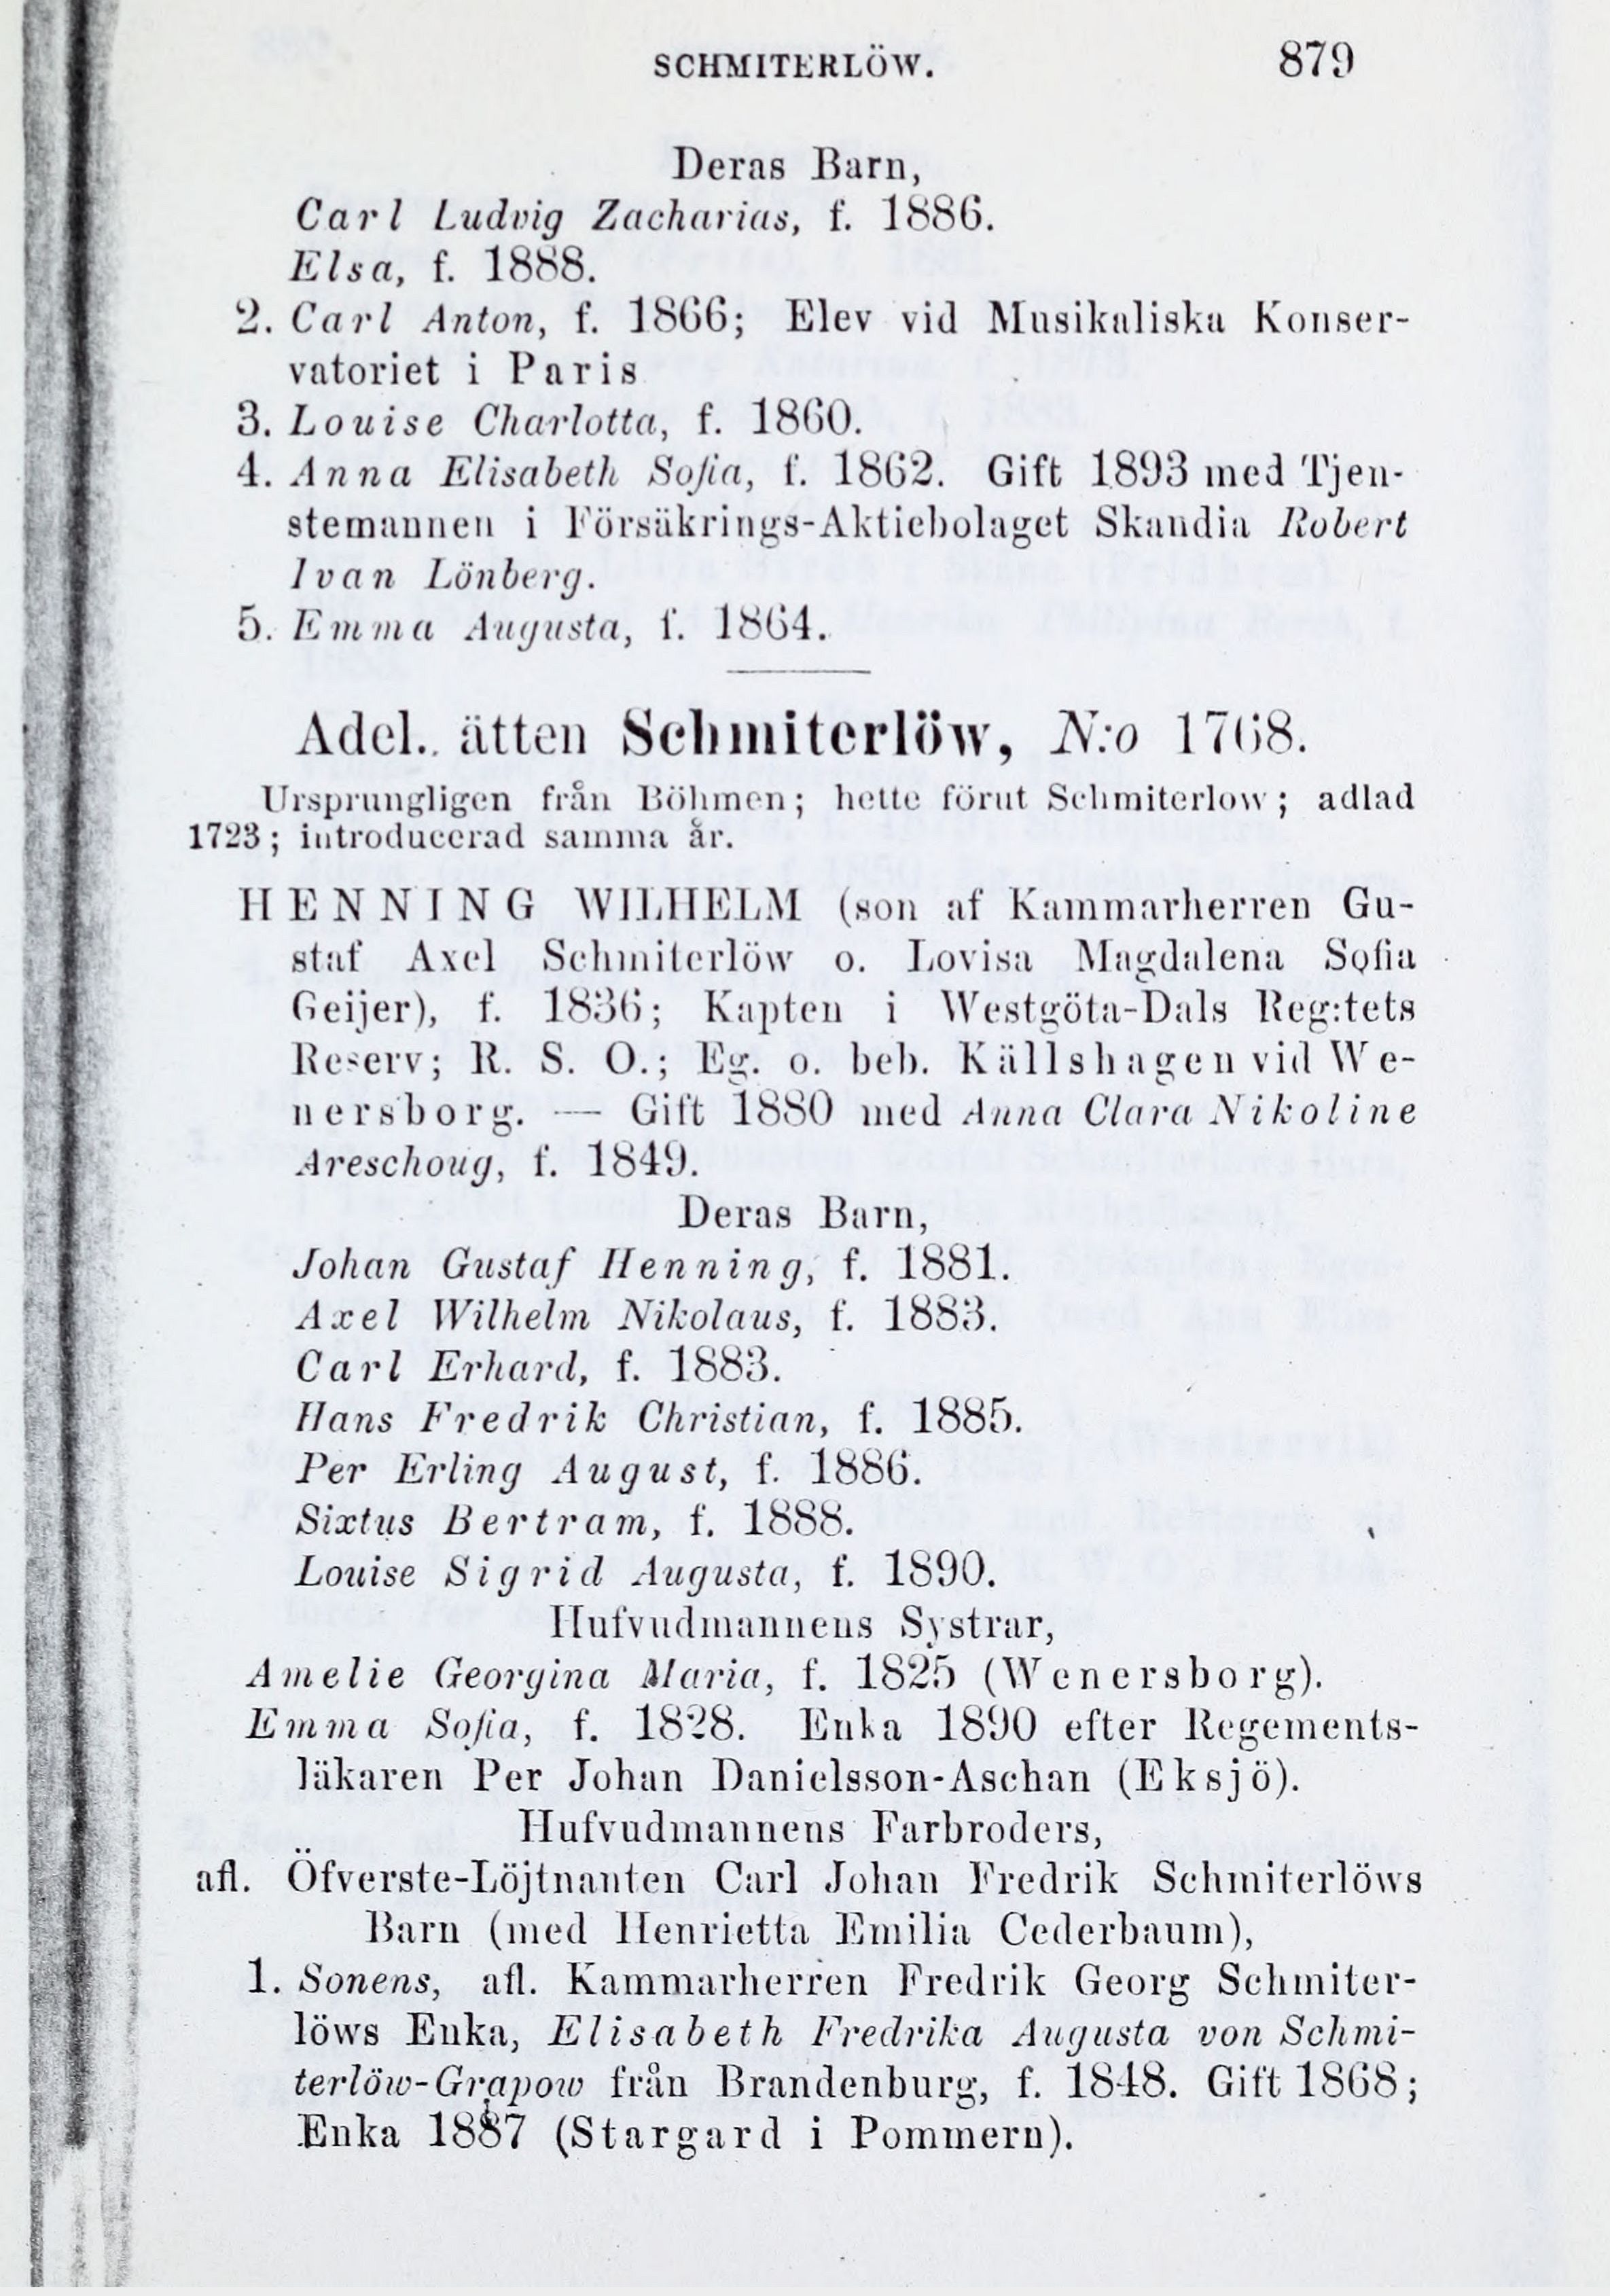 SCHMITERLÖW. 879
Deras Barn,
Carl Ludvig Zacharias, f. 1886.
Elsa, f. 1888.
2. Carl Anton, f. 1866; Elev vid Musikaliska Konser-
vatoriet i Paris
3. Louise Charlotta, f. 1860.
4. Anna Elisabeth Sofia, f. 1862. Gift 1893 med Tjen-
stemannen i Försäkrings-Aktiebolaget Skandia Robert
Ivan Lönberg.
5. Emma Augusta, f. 1864.
Adel. ätten Schmiterlöw, N:o 1768.
Ursprungligen från Böhmen; hette förut Schmiterlow; adlad
1723; introducerad samma år.
HENNING WILHELM (son af Kammarherren Gu-
staf Axel Schmiterlöw o. Lovisa Magdalena Sofia
Geijer), f. 1836; Kapten i Westgöta-Dals Reg:tets
Reserv; R. S. O.; Eg. o. beb. Källshagen vid We-
nersborg. — Gift 1880 med Anna Clara Nikoline
Areschoug, f. 1849.
Deras Barn,
Johan Gustaf Henning, f. 1881.
Axel Wilhelm Nikolaus, f. 1883.
Carl Erhard, f. 1883.
Hans Fredrik Christian, f. 1885.
Per Erling August, f. 1886.
Sixtus Bertram, f. 1888.
Louise Sigrid Augusta, f. 1890.
Hufvudmannens Systrar,
Amelie Georgina Maria, f. 1825 (Wenersborg).
Emma Sofia, f. 1828. Enka 1890 efter Regements-
läkaren Per Johan Danielsson-Aschan (Eksjö).
Hufvudmannens Farbroders,
afl. Öfverste-Löjtnanten Carl Johan Fredrik Schmiterlöws
Barn (med Henrietta Emilia Cederbaum),
1. Sonens, afl. Kammarherren Fredrik Georg Schmiter-
löws Enka, Elisabeth Fredrika Augusta von Schmi-
terlöw-Grapow från Brandenburg, f. 1848. Gift 1868;
Enka 1887 (Stargard i Pommern).